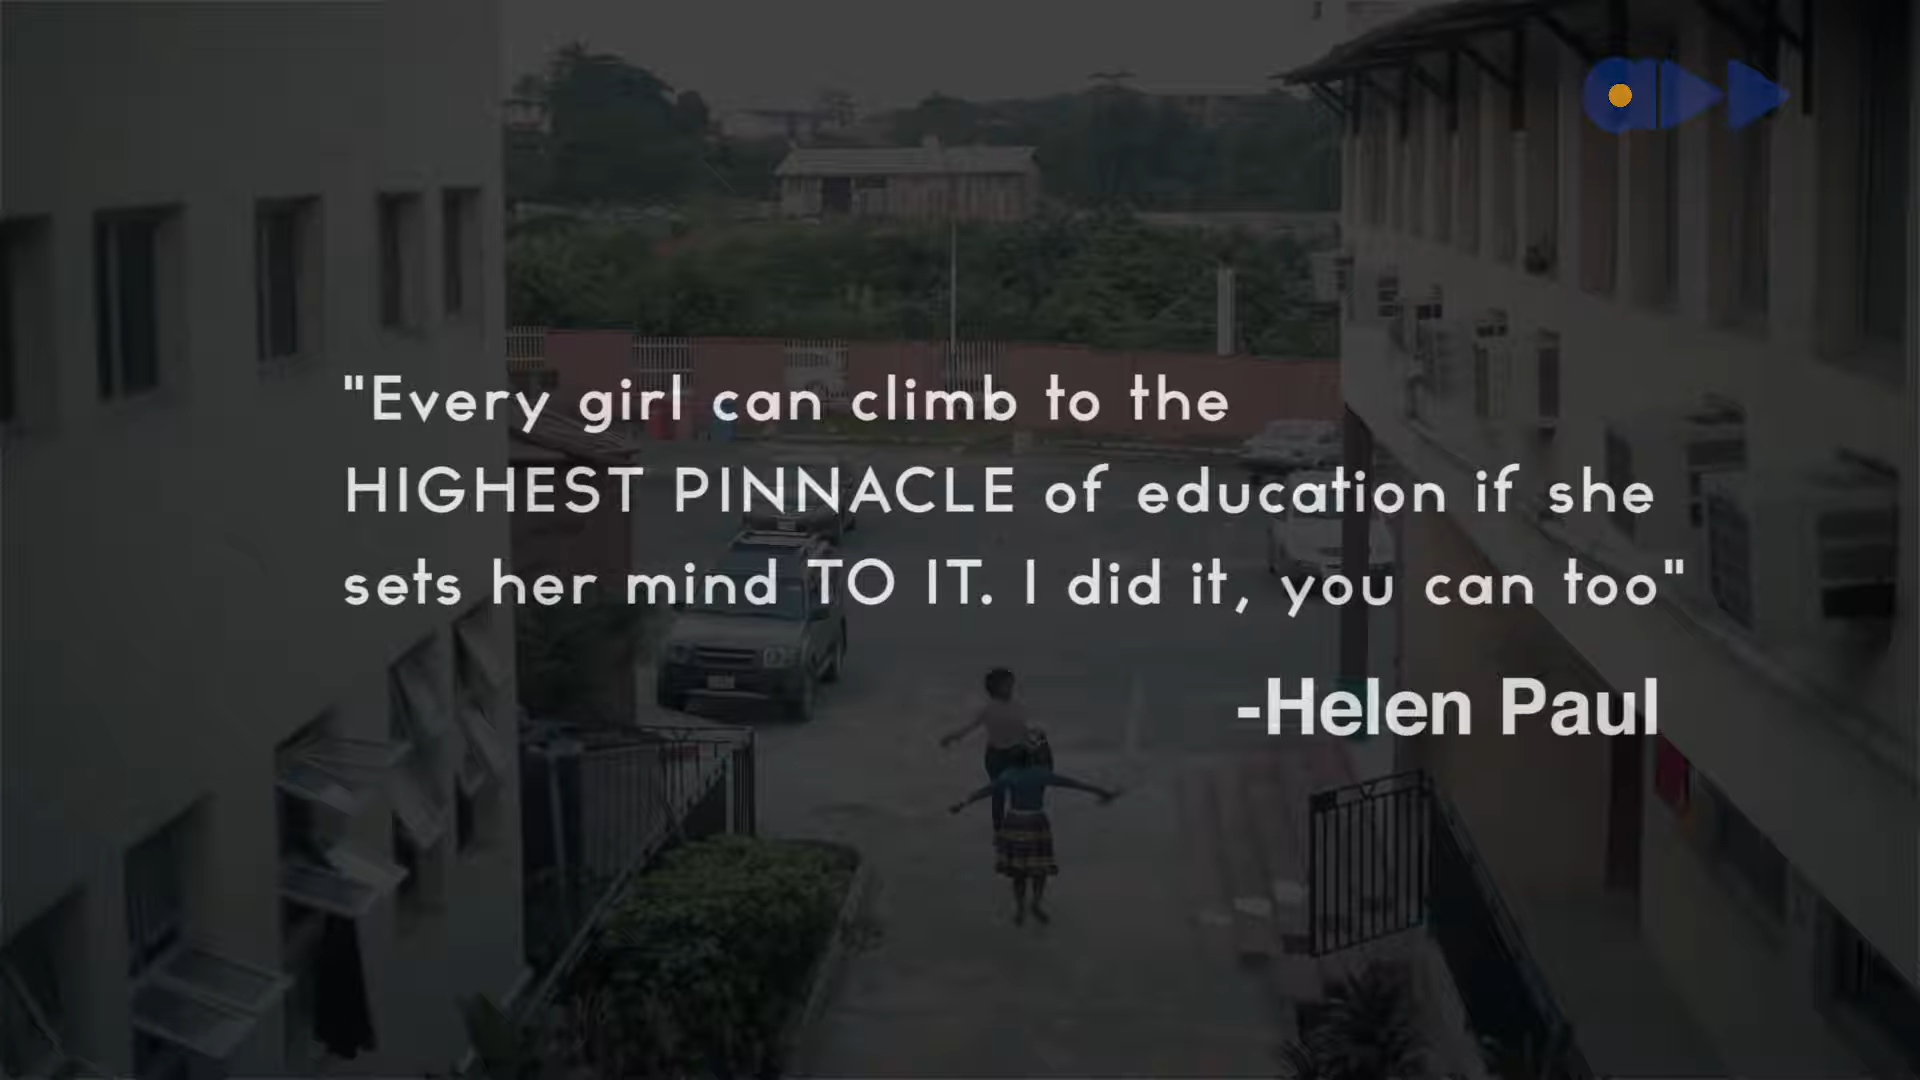 "Every girl can climb to the
HIGHEST PINNACLE of education if she
sets her mind TO IT. I did it, you can too"
-Helen Paul